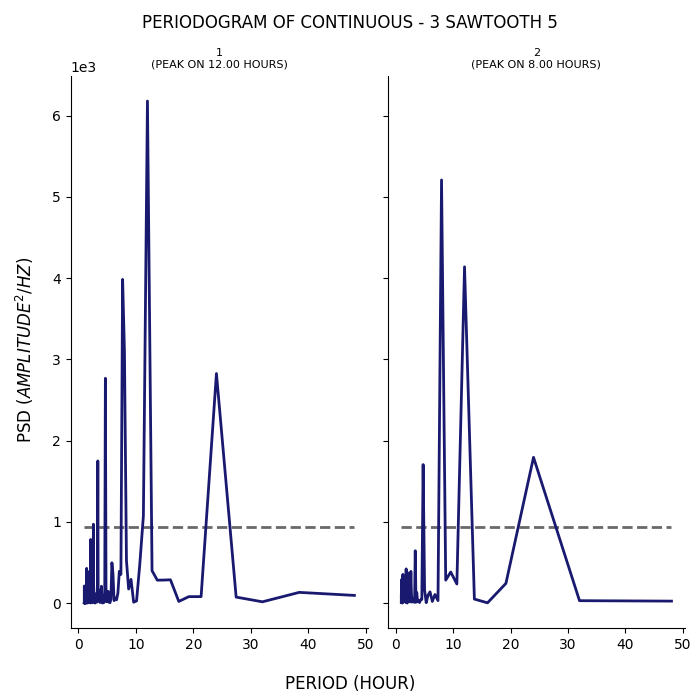 PERIODOGRAM OF CONTINUOUS - 3 SAWTOOTH 5
1
(PEAK ON 12.00 HOURS)
2
(PEAK ON 8.00 HOURS)
1e3
6
5
4
3
2
1
0
PSD (AMPLITUDE²/HZ)
0 10 20 30 40 50
0 10 20 30 40 50
PERIOD (HOUR)